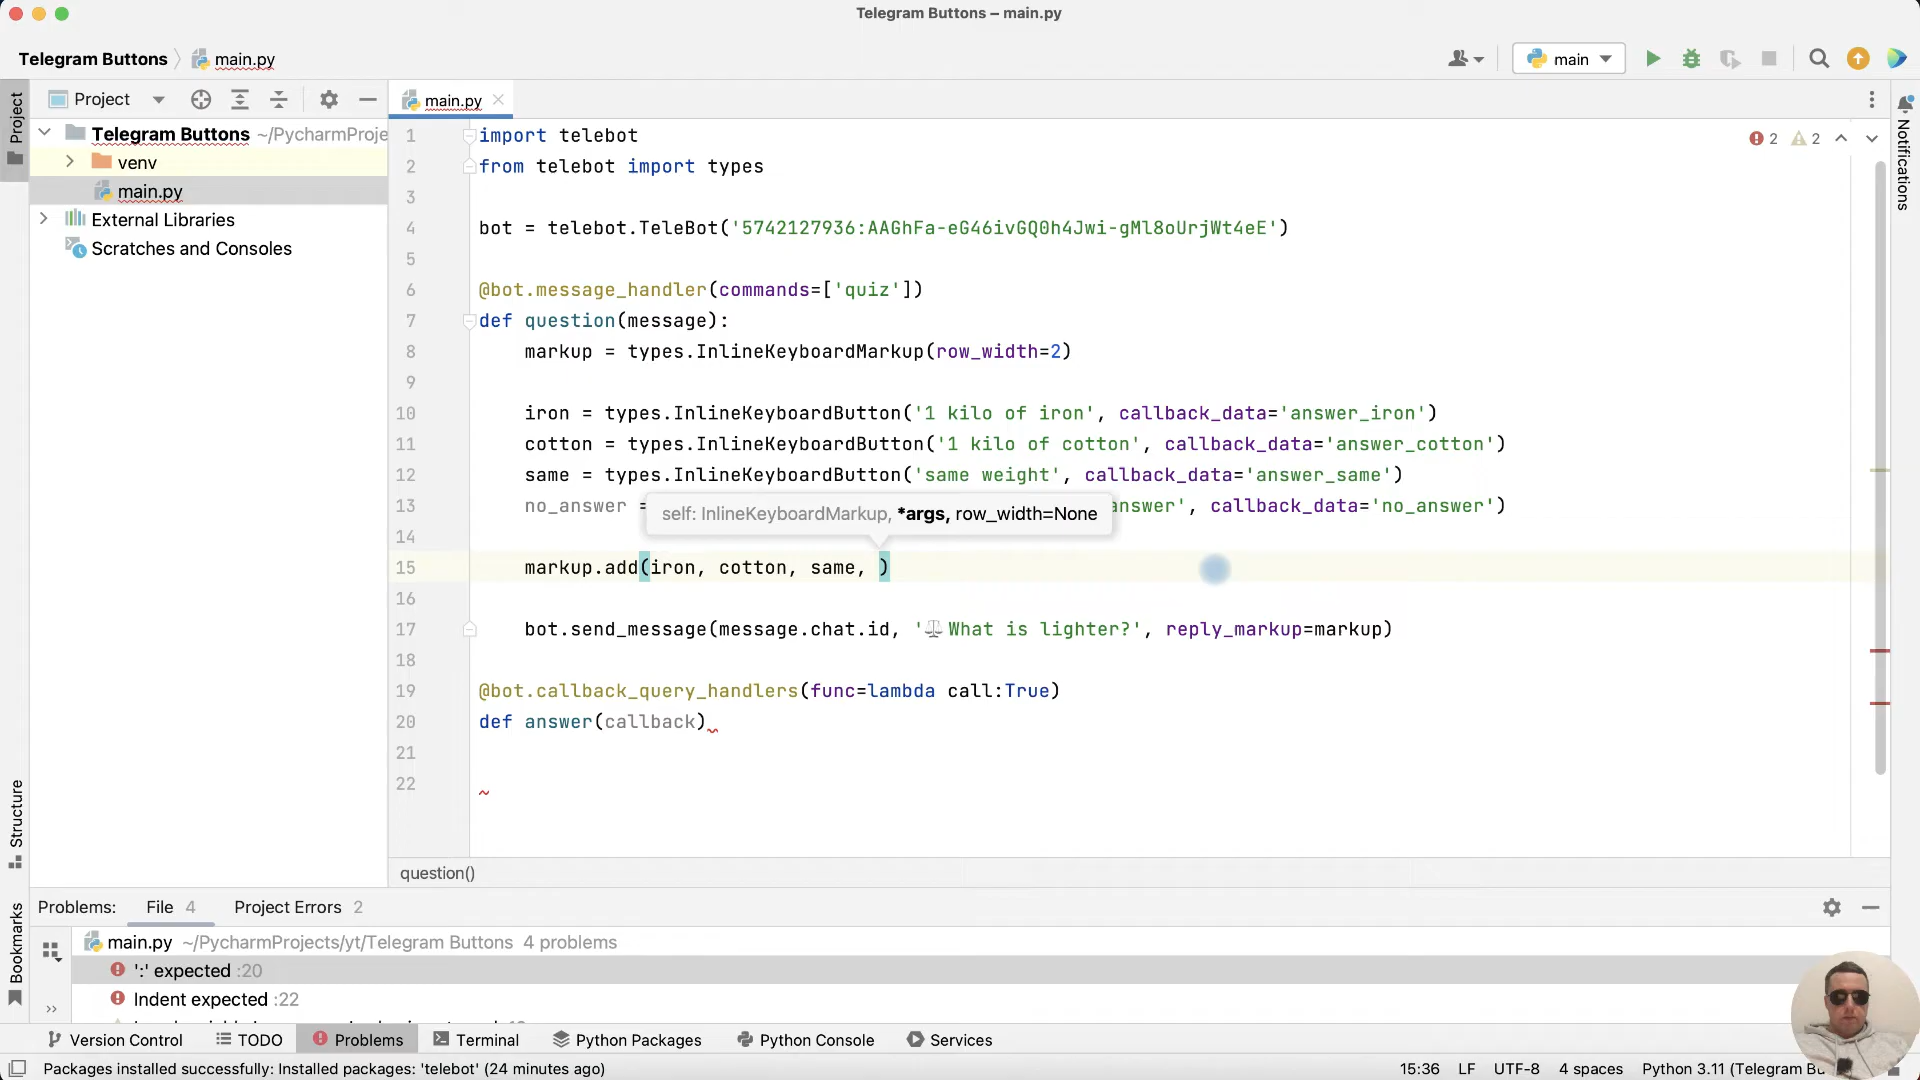 Telegram Buttons – main.py
Telegram Buttons main.py
main
Project
Project
main.py
Notifications
Telegram Buttons ~/PycharmProje
venv
main.py
External Libraries
Scratches and Consoles
2 2
1 import telebot
2 from telebot import types
3
4 bot = telebot.TeleBot('5742127936:AAGhFa-eG46ivGQ0h4Jwi-gMl8oUrjWt4eE')
5
6 @bot.message_handler(commands=['quiz'])
7 def question(message):
8 markup = types.InlineKeyboardMarkup(row_width=2)
9
10 iron = types.InlineKeyboardButton('1 kilo of iron', callback_data='answer_iron')
11 cotton = types.InlineKeyboardButton('1 kilo of cotton', callback_data='answer_cotton')
12 same = types.InlineKeyboardButton('same weight', callback_data='answer_same')
13 no_answer = answer', callback_data='no_answer')
self: InlineKeyboardMarkup, *args, row_width=None
14
15 markup.add(iron, cotton, same, )
16
17 bot.send_message(message.chat.id, '⚖️What is lighter?', reply_markup=markup)
18
19 @bot.callback_query_handlers(func=lambda call:True)
20 def answer(callback)
21
22
Structure
Bookmarks
question()
Problems: File 4 Project Errors 2
main.py ~/PycharmProjects/yt/Telegram Buttons 4 problems
':' expected :20
Indent expected :22
Version Control TODO Problems Terminal Python Packages Python Console Services
Packages installed successfully: Installed packages: 'telebot' (24 minutes ago) 15:36 LF UTF-8 4 spaces Python 3.11 (Telegram Bu